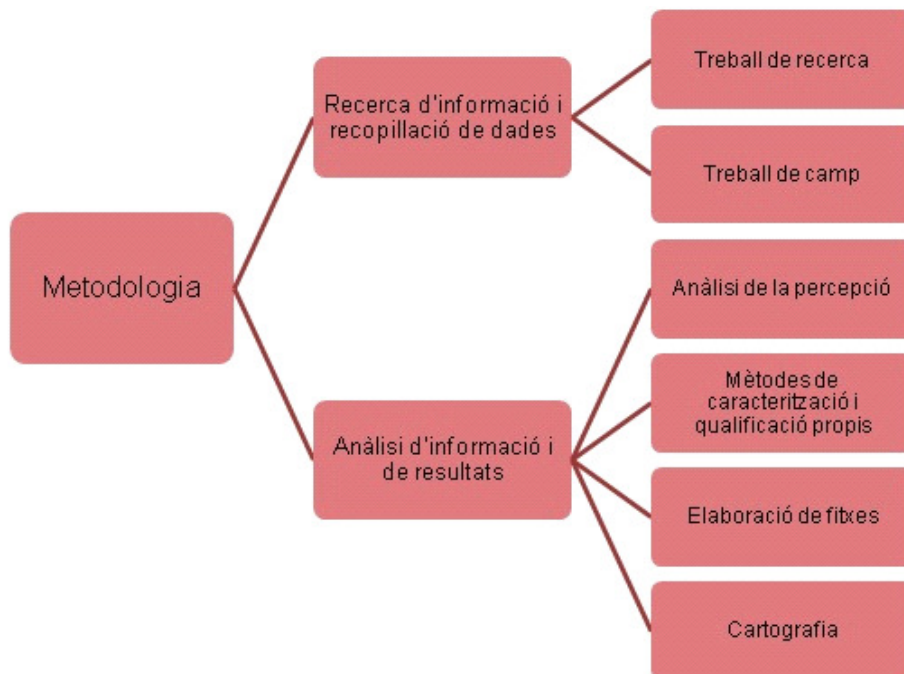 Metodologia
Recerca d'informació i
recopillació de dades
Treball de recerca
Treball de camp
Anàlisi d'informació i
de resultats
Anàlisi de la percepció
Mètodes de
caracterització i
qualificació propis
Elaboració de fitxes
Cartografia